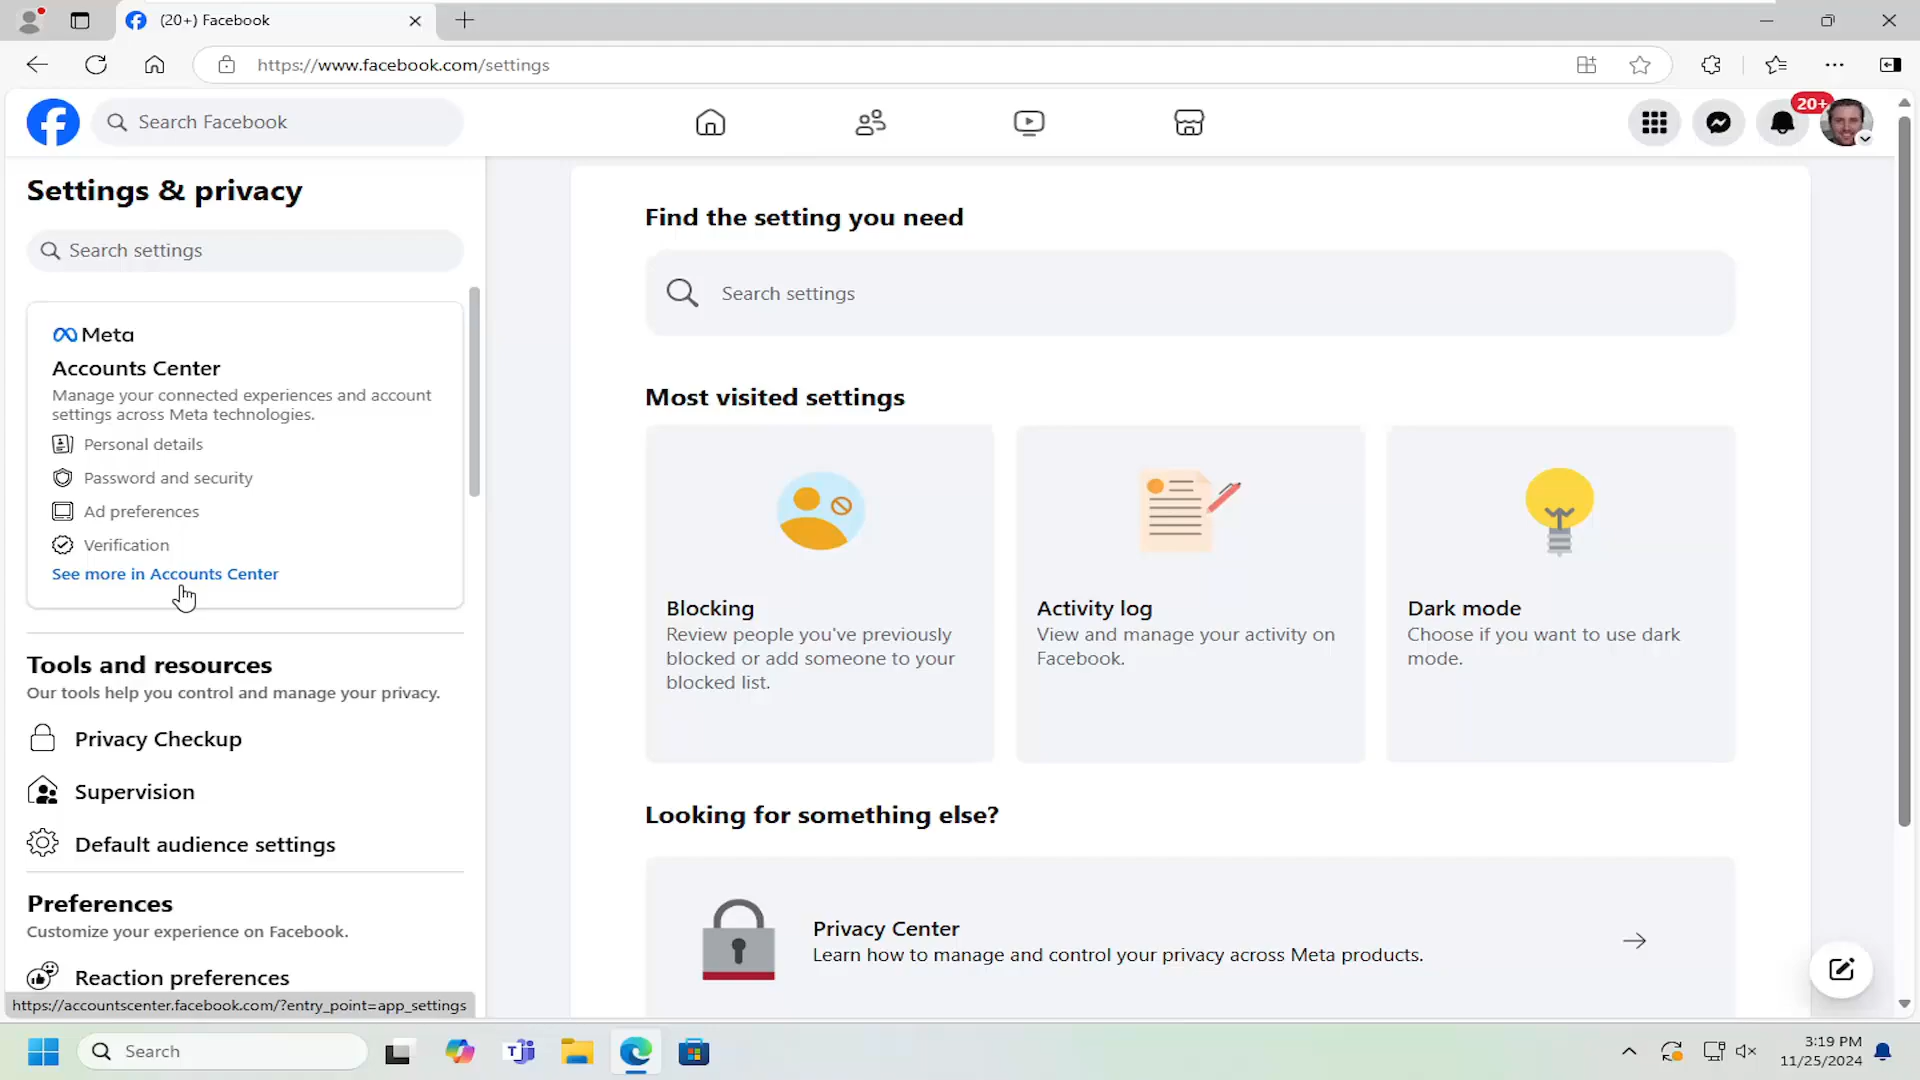 (20+) Facebook
https://www.facebook.com/settings
Search Facebook
20+
Settings & privacy
Search settings
Meta
Accounts Center
Manage your connected experiences and account
settings across Meta technologies.
Personal details
Password and security
Ad preferences
Verification
See more in Accounts Center
Tools and resources
Our tools help you control and manage your privacy.
Privacy Checkup
Supervision
Default audience settings
Preferences
Customize your experience on Facebook.
Reaction preferences
https://accountscenter.facebook.com/?entry_point=app_settings
Find the setting you need
Search settings
Most visited settings
Blocking
Review people you've previously
blocked or add someone to your
blocked list.
Activity log
View and manage your activity on
Facebook.
Dark mode
Choose if you want to use dark
mode.
Looking for something else?
Privacy Center
Learn how to manage and control your privacy across Meta products.
Search
3:19 PM
11/25/2024